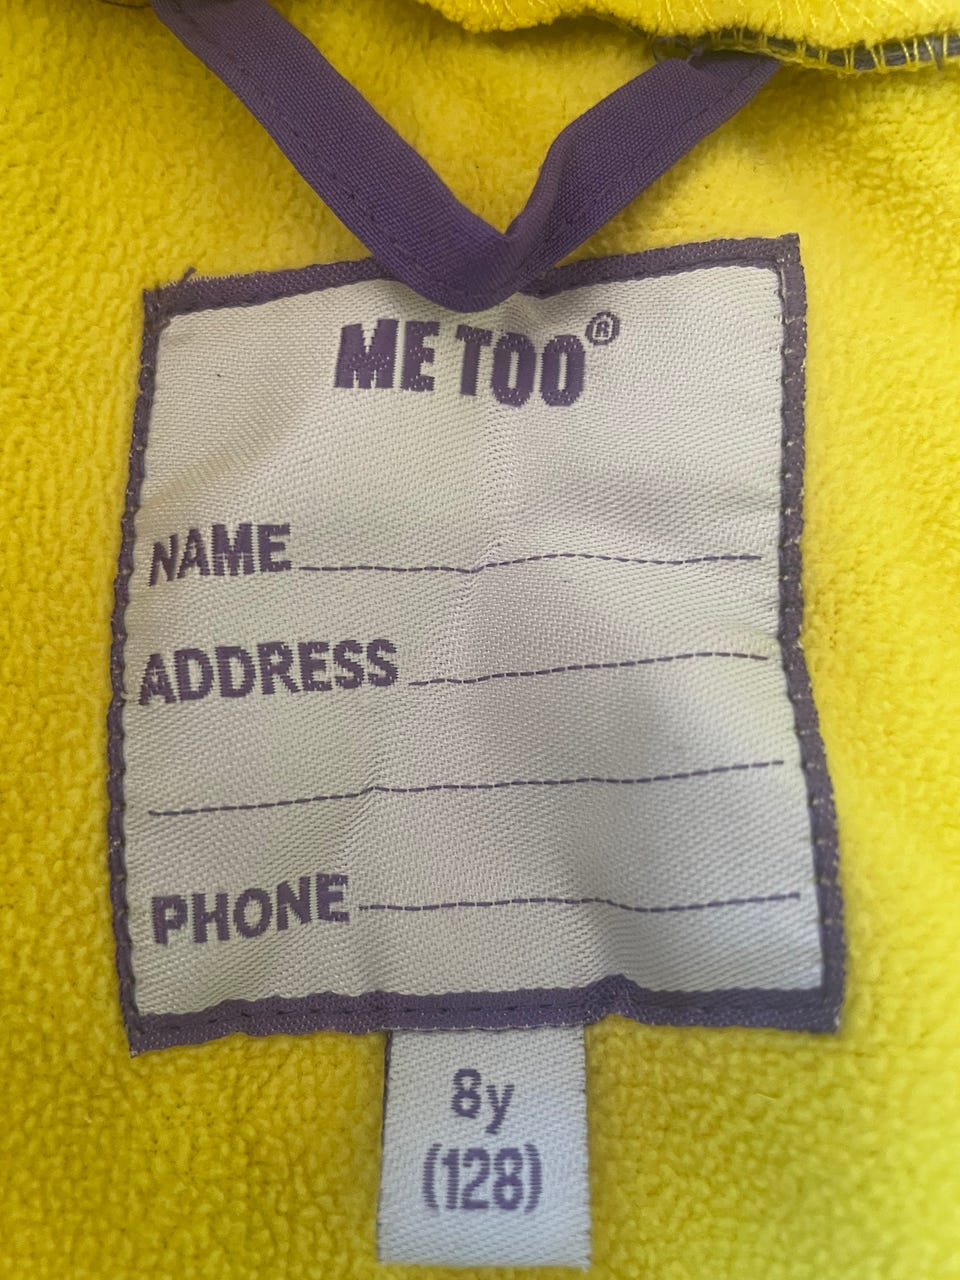 ME TOO®
NAME
ADDRESS
PHONE
8y
(128)